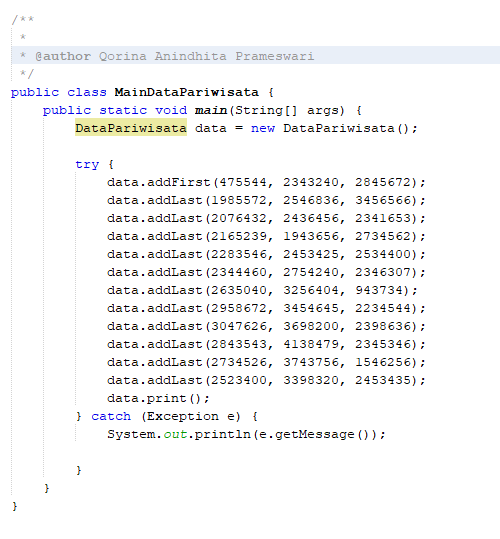 /**
 *
 * @author Qorina Anindhita Prameswari
 */
public class MainDataPariwisata {
    public static void main(String[] args) {
        DataPariwisata data = new DataPariwisata();

        try {
            data.addFirst(475544, 2343240, 2845672);
            data.addLast(1985572, 2546836, 3456566);
            data.addLast(2076432, 2436456, 2341653);
            data.addLast(2165239, 1943656, 2734562);
            data.addLast(2283546, 2453425, 2534400);
            data.addLast(2344460, 2754240, 2346307);
            data.addLast(2635040, 3256404, 943734);
            data.addLast(2958672, 3454645, 2234544);
            data.addLast(3047626, 3698200, 2398636);
            data.addLast(2843543, 4138479, 2345346);
            data.addLast(2734526, 3743756, 1546256);
            data.addLast(2523400, 3398320, 2453435);
            data.print();
        } catch (Exception e) {
            System.out.println(e.getMessage());

        }
    }
}